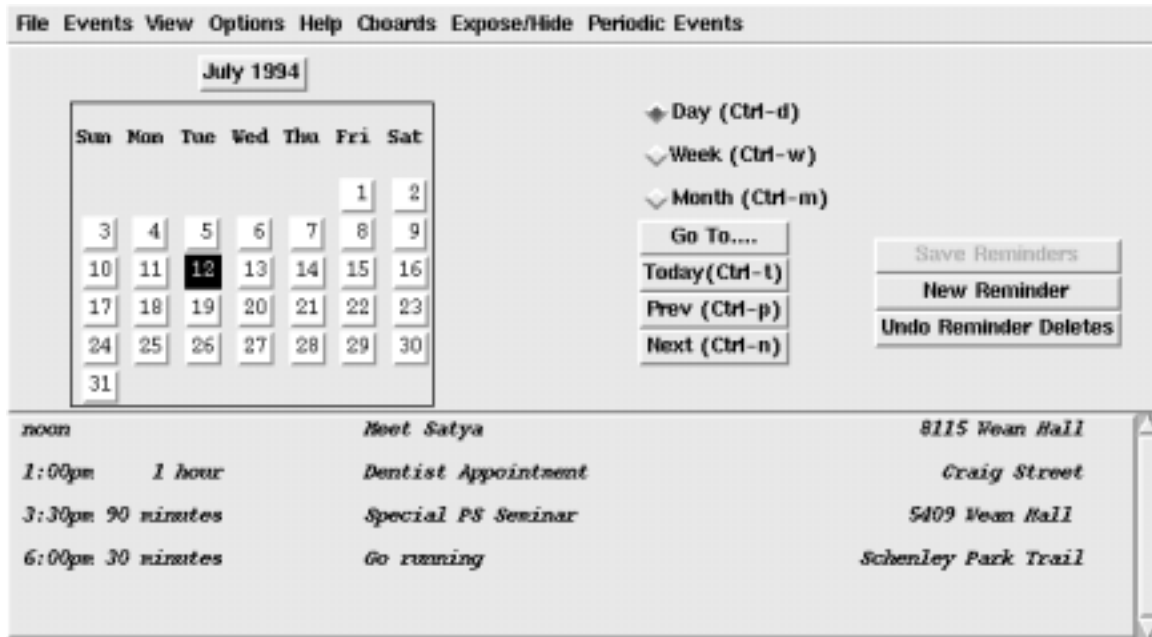 File Events View Options Help Cboards Expose/Hide Periodic Events
July 1994
Sun Mon Tue Wed Thu Fri Sat
1 2
3 4 5 6 7 8 9
10 11 12 13 14 15 16
17 18 19 20 21 22 23
24 25 26 27 28 29 30
31
Day (Ctrl-d)
Week (Ctrl-w)
Month (Ctrl-m)
Go To....
Today(Ctrl-t)
Prev (Ctrl-p)
Next (Ctrl-n)
Save Reminders
New Reminder
Undo Reminder Deletes
noon Meet Satya 8115 Wean Hall
1:00pm 1 hour Dentist Appointment Craig Street
3:30pm 90 minutes Special PS Seminar 5409 Wean Hall
6:00pm 30 minutes Go running Schenley Park Trail